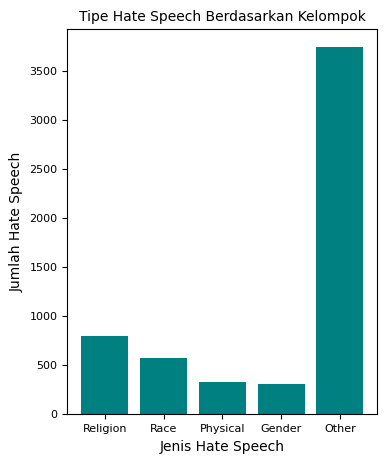 Tipe Hate Speech Berdasarkan Kelompok
Jumlah Hate Speech
3500
3000
2500
2000
1500
1000
500
0
Religion Race Physical Gender Other
Jenis Hate Speech